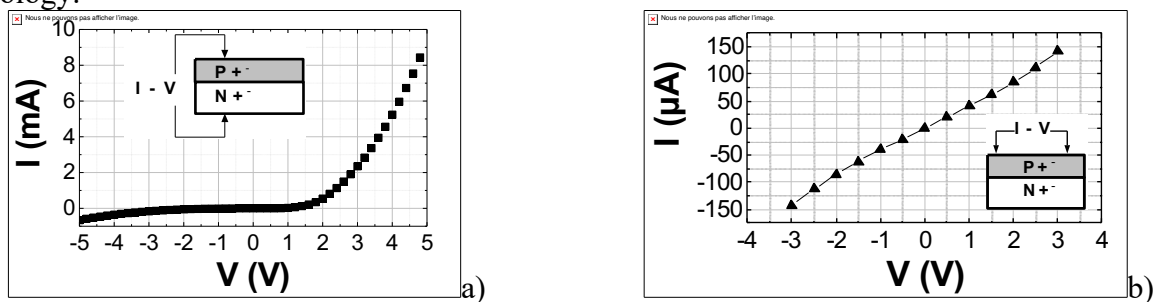 ology.
Nous ne pouvons pas afficher l'image.
10
8
6
4
2
0
I (mA)
I - V
P + -
N + -
-5 -4 -3 -2 -1 0 1 2 3 4 5
V (V)
a)
Nous ne pouvons pas afficher l'image.
150
100
50
0
-50
-100
-150
I (µA)
I - V
P + -
N + -
-4 -3 -2 -1 0 1 2 3 4
V (V)
b)